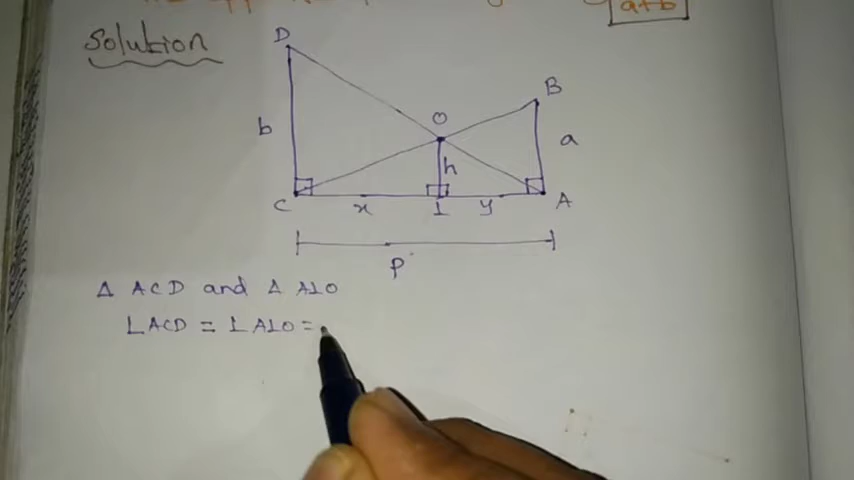 a+b
Solution
D
B
O
b
h
a
C
x
L
y
A
P
Δ ACD and Δ ALO
∟ACD = ∟ALO =